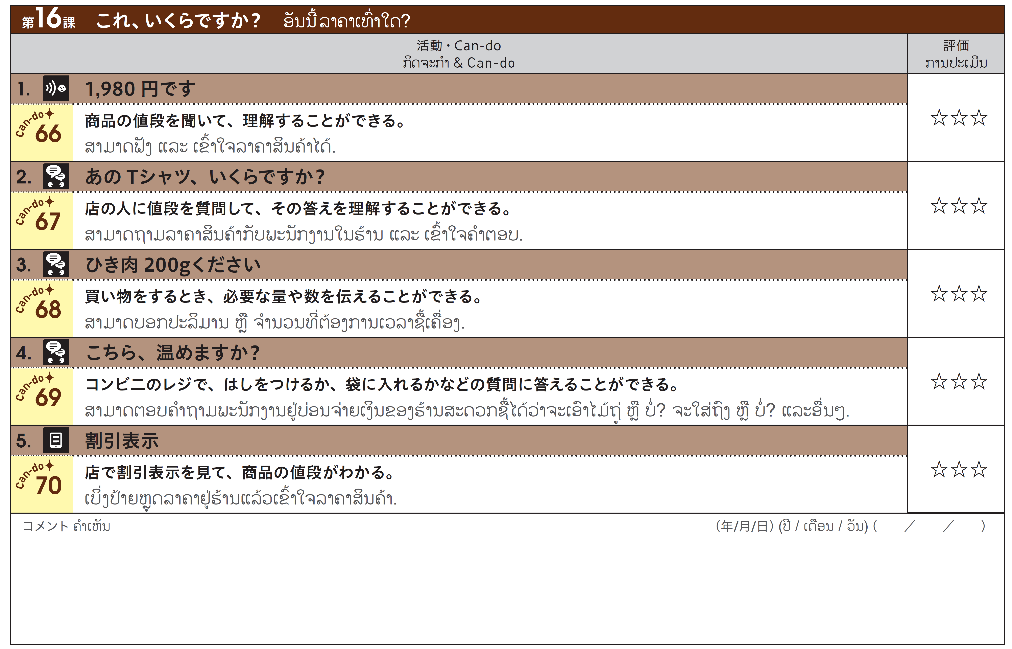 第16課 これ、いくらですか? ອັນນີ້ລາຄາເທົ່າໃດ?
活動・Can-do
ກິດຈະກຳ & Can-do
評価
ການປະເມີນ
1. 1,980 円です
Can-do 66
商品の値段を聞いて、理解することができる。
ສາມາດຟັງ ແລະ ເຂົ້າໃຈລາຄາສິນຄ້າໄດ້.
☆☆☆
2. あの Tシャツ、いくらですか?
Can-do 67
店の人に値段を質問して、その答えを理解することができる。
ສາມາດຖາມລາຄາສິນຄ້າກັບພະນັກງານໃນຮ້ານ ແລະ ເຂົ້າໃຈຄຳຕອບ.
☆☆☆
3. ひき肉 200gください
Can-do 68
買い物をするとき、必要な量や数を伝えることができる。
ສາມາດບອກປະລິມານ ຫຼື ຈຳນວນທີ່ຕ້ອງການເວລາຊື້ເຄື່ອງ.
☆☆☆
4. こちら、温めますか?
Can-do 69
コンビニのレジで、はしをつけるか、袋に入れるかなどの質問に答えることができる。
ສາມາດຕອບຄຳຖາມພະນັກງານຢູ່ບ່ອນຈ່າຍເງິນຂອງຮ້ານສະດວກຊື້ໄດ້ວ່າຈະເອົາໄມ້ຖູ່ ຫຼື ບໍ່? ຈະໃສ່ຖົງ ຫຼື ບໍ່? ແລະອື່ນໆ.
☆☆☆
5. 割引表示
Can-do 70
店で割引表示を見て、商品の値段がわかる。
ເບິ່ງປ້າຍຫຼຸດລາຄາຢູ່ຮ້ານແລ້ວເຂົ້າໃຈລາຄາສິນຄ້າ.
☆☆☆
コメント ຄຳເຫັນ
(年/月/日) (ປີ / ເດືອນ / ວັນ) ( / / )